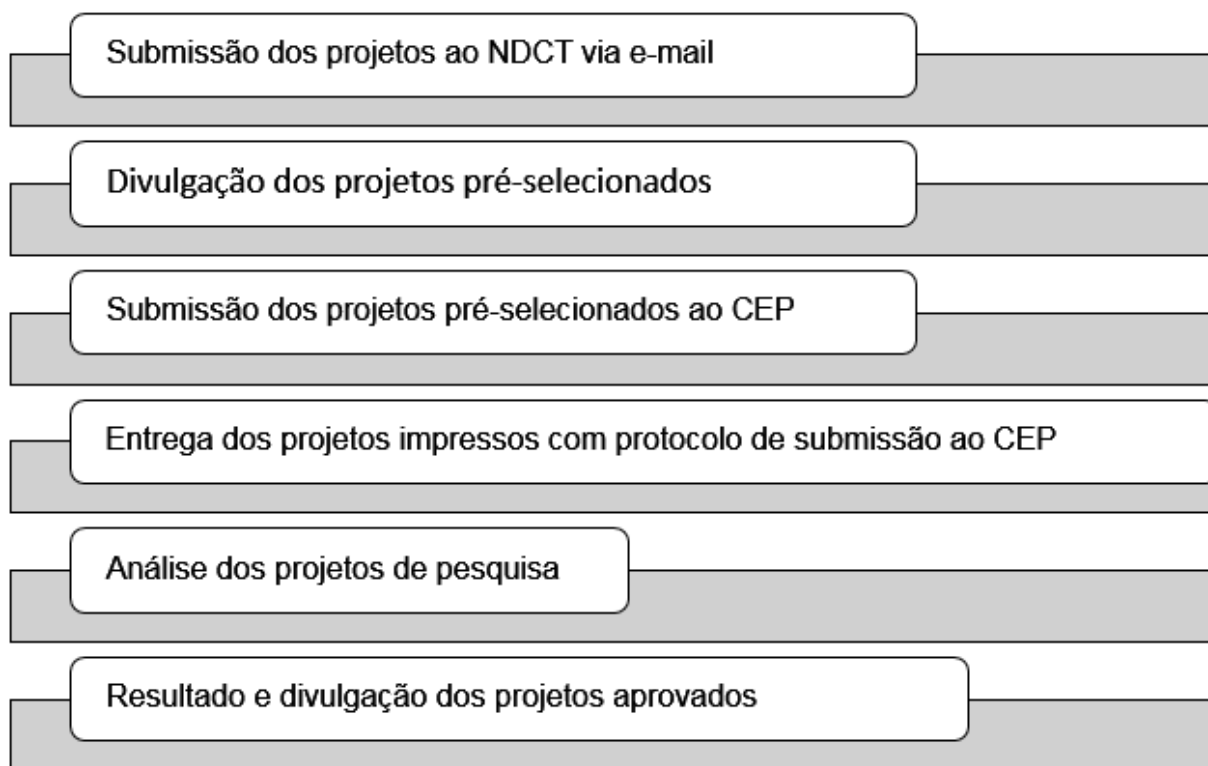 Submissão dos projetos ao NDCT via e-mail
Divulgação dos projetos pré-selecionados
Submissão dos projetos pré-selecionados ao CEP
Entrega dos projetos impressos com protocolo de submissão ao CEP
Análise dos projetos de pesquisa
Resultado e divulgação dos projetos aprovados